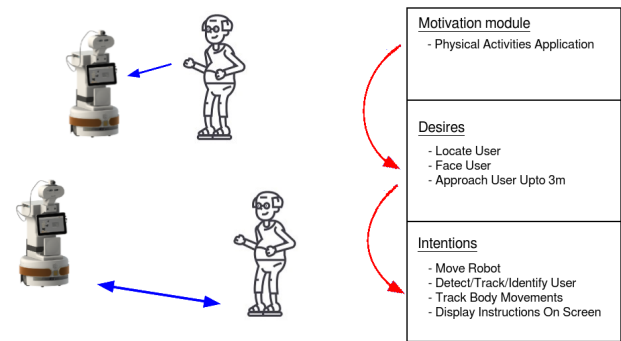 Motivation module
- Physical Activities Application
Desires
- Locate User
- Face User
- Approach User Upto 3m
Intentions
- Move Robot
- Detect/Track/Identify User
- Track Body Movements
- Display Instructions On Screen